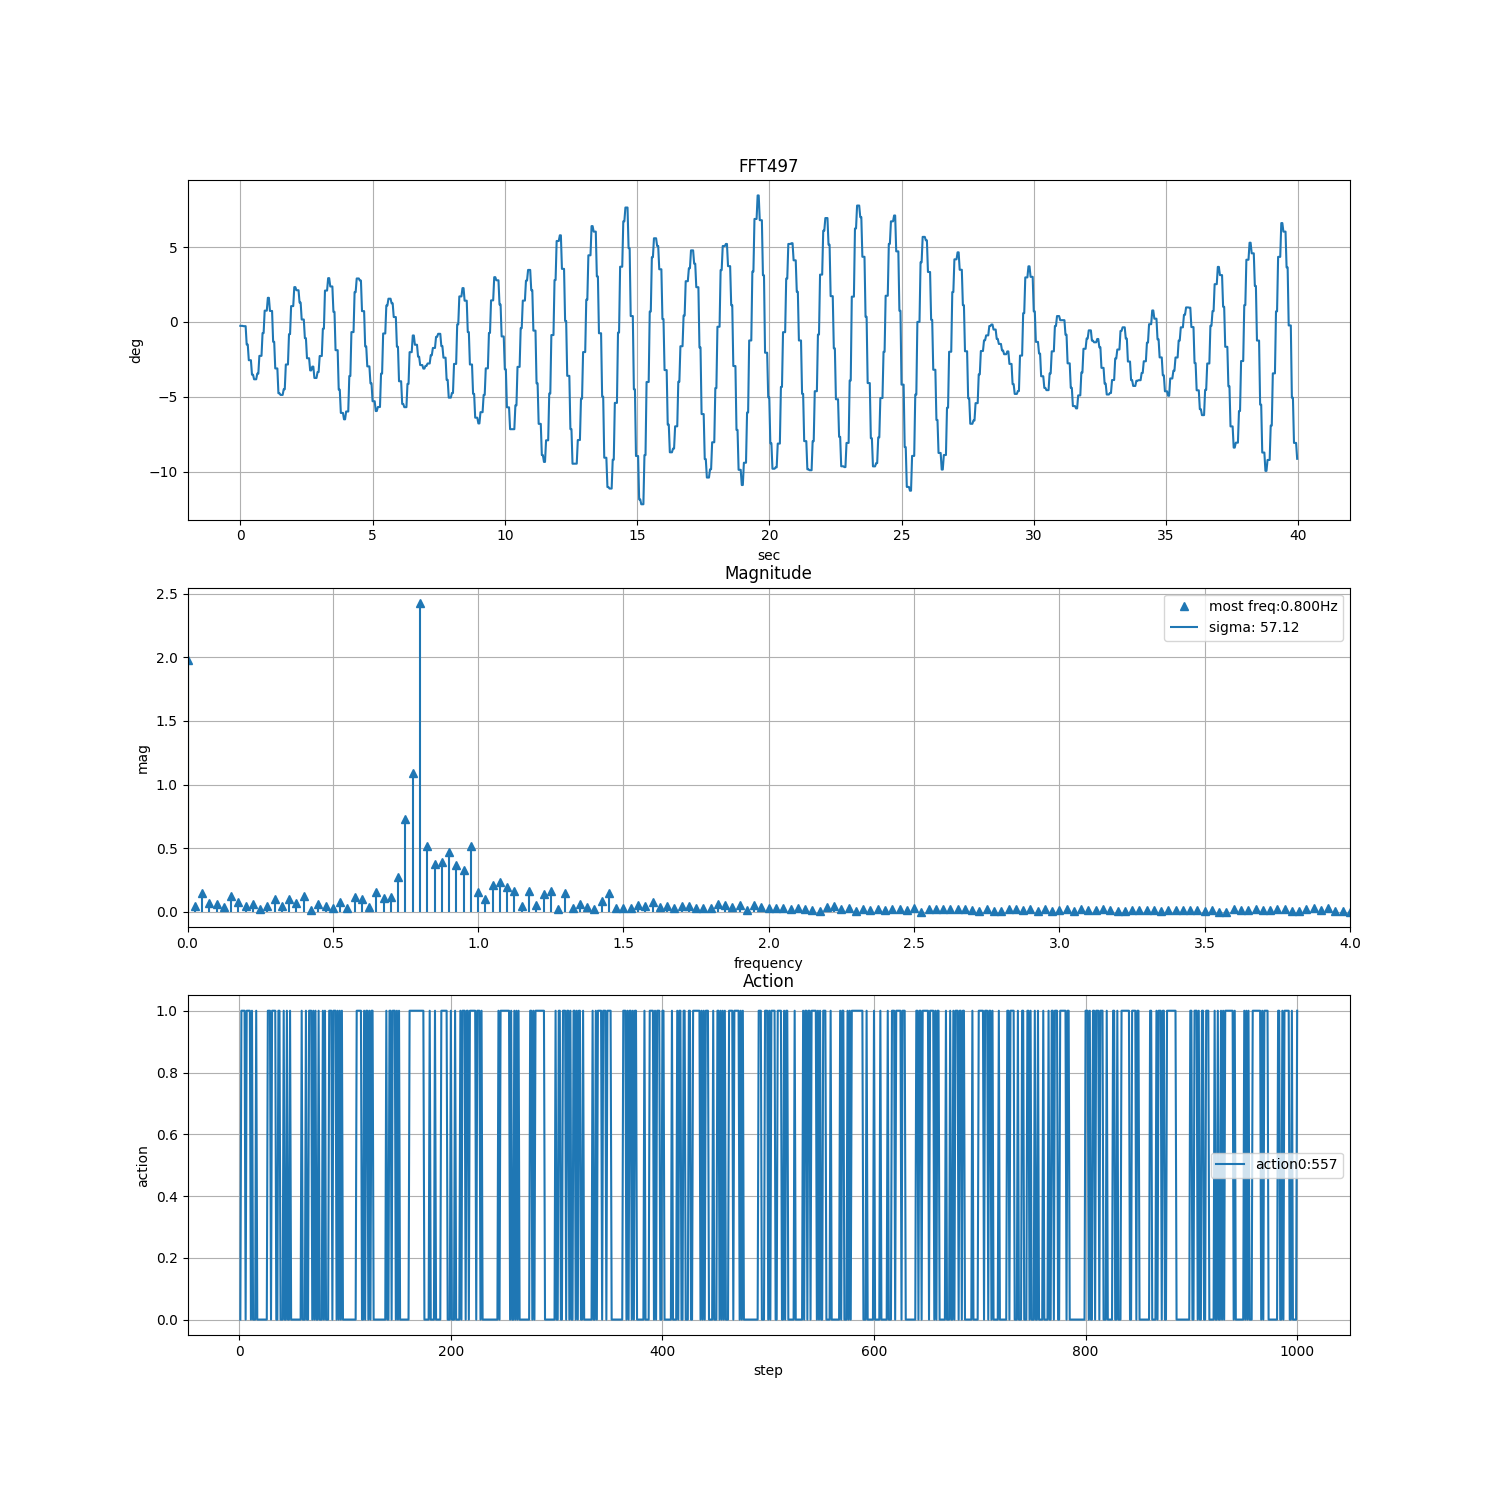 FFT497
5
0
−5
−10
deg
0 5 10 15 20 25 30 35 40
sec
Magnitude
2.5
2.0
1.5
1.0
0.5
0.0
mag
most freq:0.800Hz
sigma: 57.12
0.0 0.5 1.0 1.5 2.0 2.5 3.0 3.5 4.0
frequency
Action
1.0
0.8
0.6
0.4
0.2
0.0
action
action0:557
0 200 400 600 800 1000
step